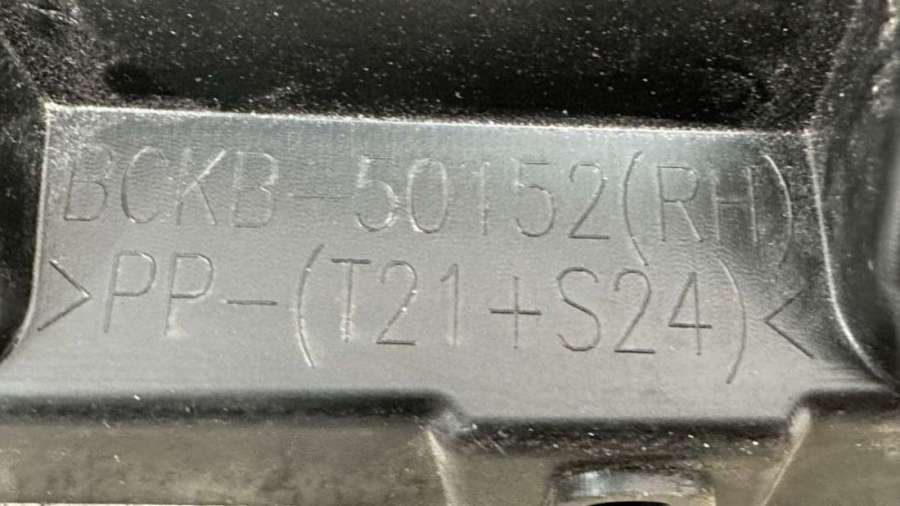 BCKB-50152(RH)
>PP-(T21+S24)<